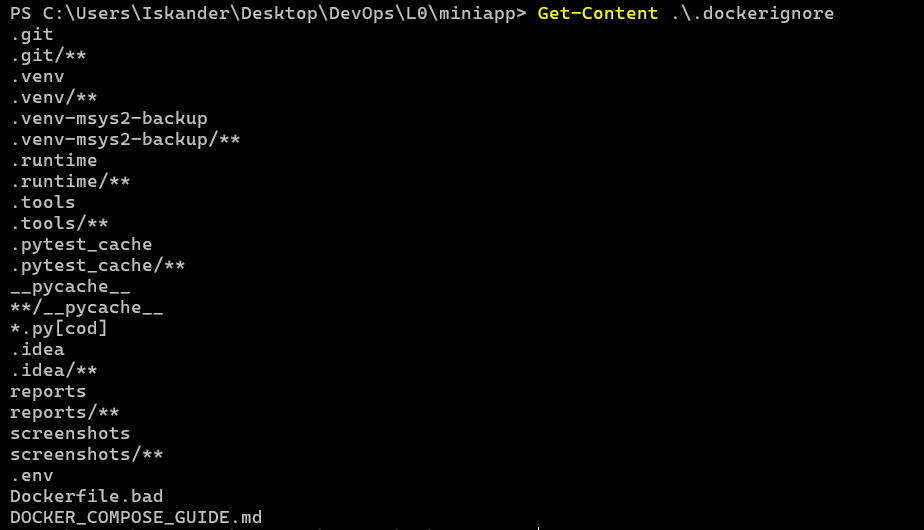 PS C:\Users\Iskander\Desktop\DevOps\L0\miniapp> Get-Content .\.dockerignore
.git
.git/**
.venv
.venv/**
.venv-msys2-backup
.venv-msys2-backup/**
.runtime
.runtime/**
.tools
.tools/**
.pytest_cache
.pytest_cache/**
__pycache__
**/__pycache__
*.py[cod]
.idea
.idea/**
reports
reports/**
screenshots
screenshots/**
.env
Dockerfile.bad
DOCKER_COMPOSE_GUIDE.md